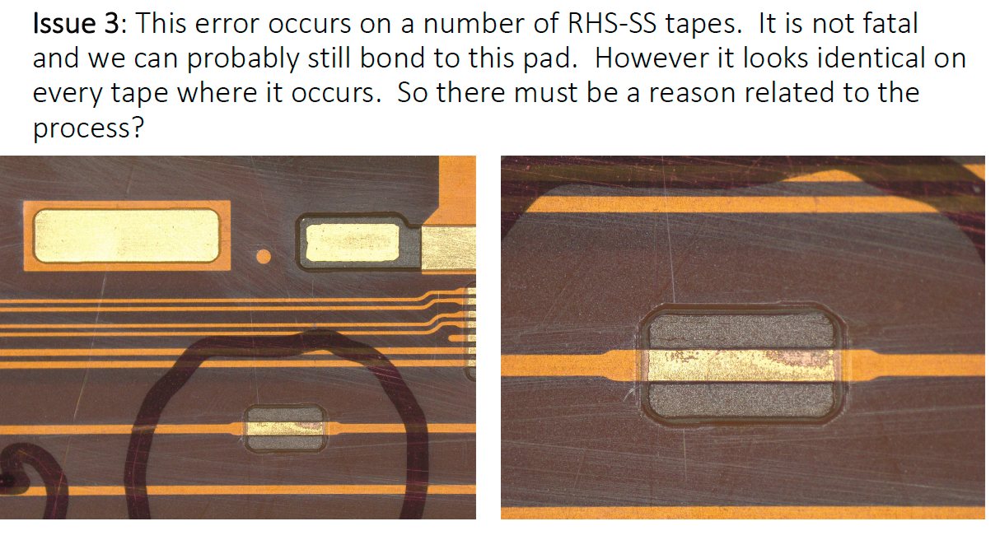 Issue 3: This error occurs on a number of RHS-SS tapes.  It is not fatal
and we can probably still bond to this pad.  However it looks identical on
every tape where it occurs.  So there must be a reason related to the
process?